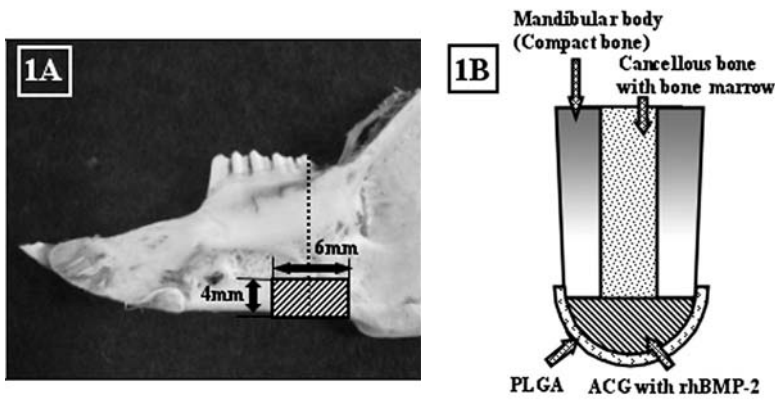 1A
6mm
4mm
1B
Mandibular body
(Compact bone)
Cancellous bone
with bone marrow
PLGA
ACG with rhBMP-2